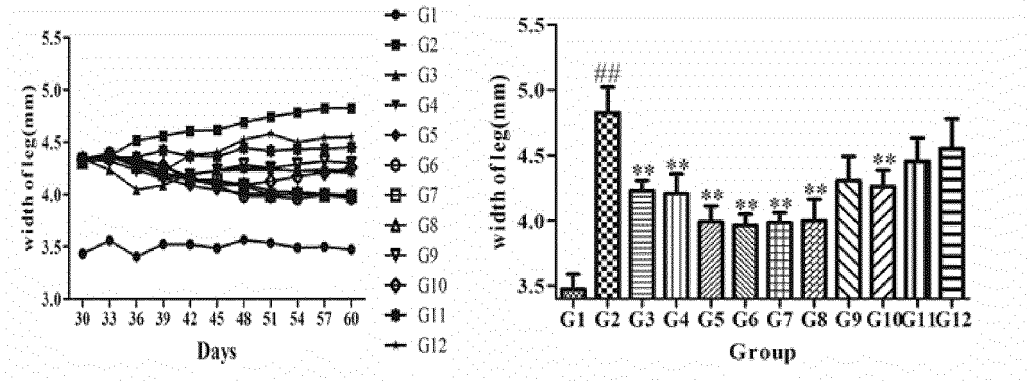 width of leg(mm)
5.5
5.0
4.5
4.0
3.5
3.0
30 33 36 39 42 45 48 51 54 57 60
Days
G1
G2
G3
G4
G5
G6
G7
G8
G9
G10
G11
G12
width of leg(mm)
5.5
5.0
4.5
4.0
3.5
##
**
**
**
**
**
**
**
G1 G2 G3 G4 G5 G6 G7 G8 G9 G10 G11 G12
Group